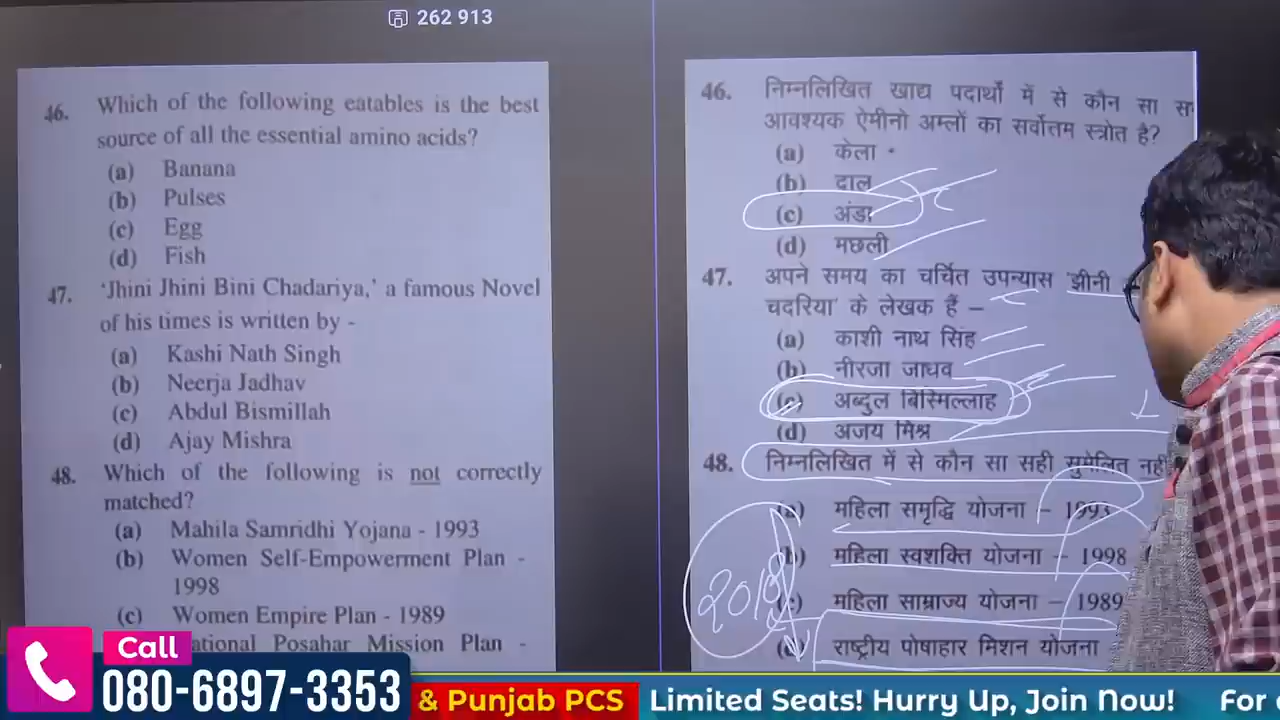 262 913
46. Which of the following eatables is the best
source of all the essential amino acids?
(a) Banana
(b) Pulses
(c) Egg
(d) Fish
47. ‘Jhini Jhini Bini Chadariya,’ a famous Novel
of his times is written by -
(a) Kashi Nath Singh
(b) Neerja Jadhav
(c) Abdul Bismillah
(d) Ajay Mishra
48. Which of the following is not correctly
matched?
(a) Mahila Samridhi Yojana - 1993
(b) Women Self-Empowerment Plan -
1998
(c) Women Empire Plan - 1989
Posahar Mission Plan -
46. निम्नलिखित खाद्य पदार्थों में से कौन सा
आवश्यक ऐमीनो अम्लों का सर्वोत्तम स्त्रोत है?
(a) केला
(b) दाल
(c) अंडा
(d) मछली
47. अपने समय का चर्चित उपन्यास 'झीनी
चदरिया' के लेखक हैं –
(a) काशी नाथ सिंह
(b) नीरजा जाधव
(c) अब्दुल बिस्मिल्लाह
(d) अजय मिश्र
48. निम्नलिखित में से कौन सा सही सुमेलित नहीं
(a) महिला समृद्धि योजना – 1993
(b) महिला स्वशक्ति योजना – 1998
(c) महिला साम्राज्य योजना – 1989
राष्ट्रीय पोषाहार मिशन योजना
Call
080-6897-3353
& Punjab PCS
Limited Seats! Hurry Up, Join Now!
For